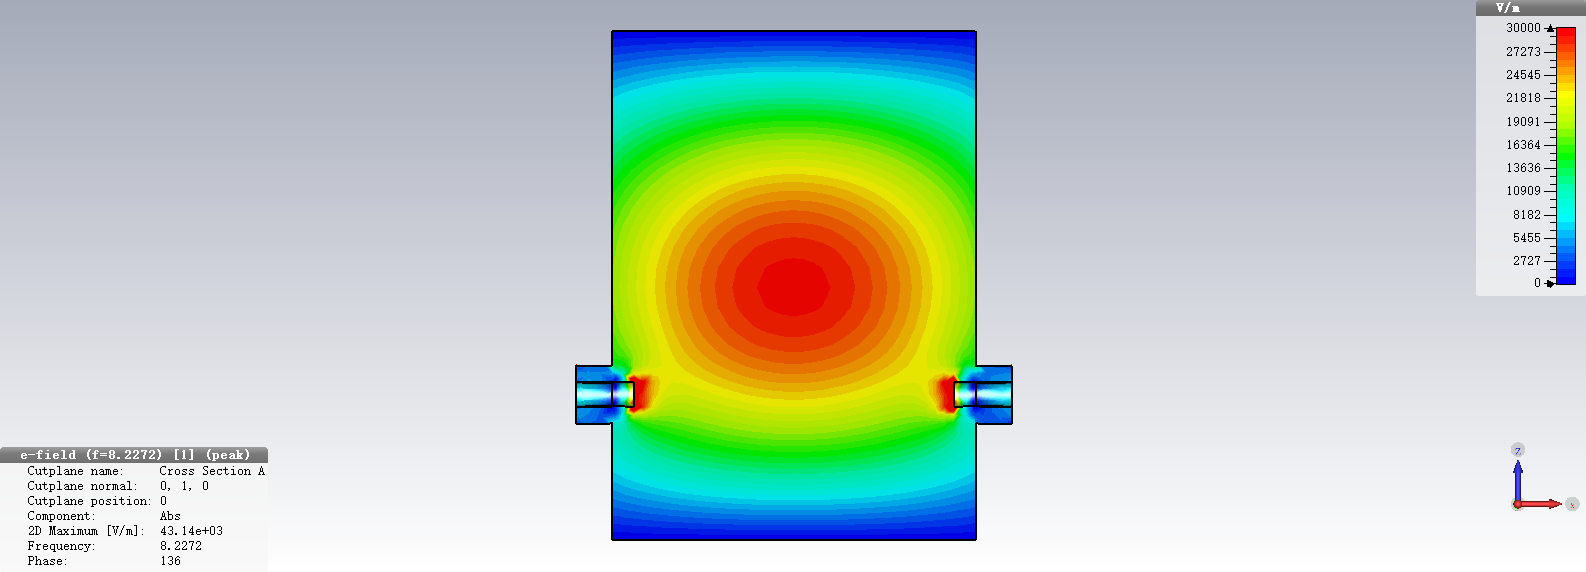 V/m
30000
27273
24545
21818
19091
16364
13636
10909
8182
5455
2727
0
e-field (f=8.2272) [1] (peak)
Cutplane name: Cross Section A
Cutplane normal: 0, 1, 0
Cutplane position: 0
Component: Abs
2D Maximum [V/m]: 43.14e+03
Frequency: 8.2272
Phase: 136
z
x